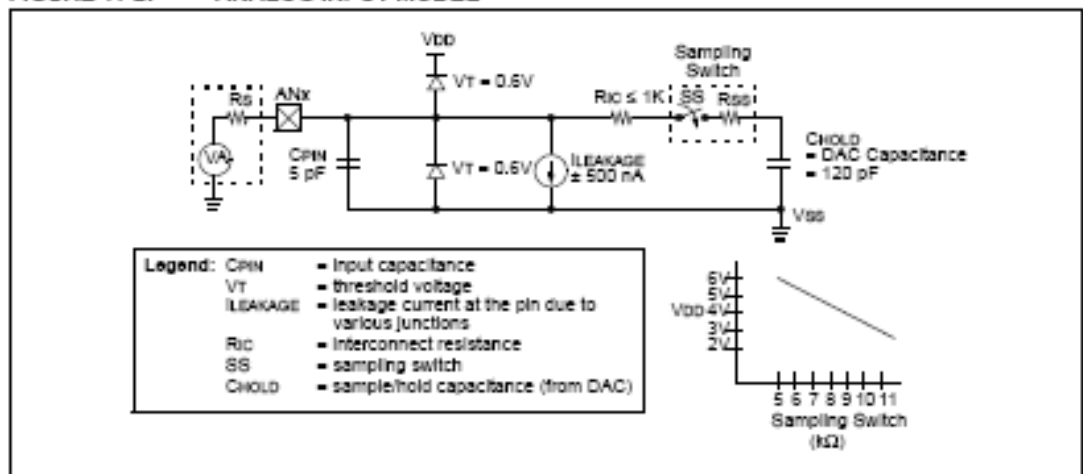 VDD
Sampling
Switch
VT = 0.6V
RS
ANx
RIC ≤ 1K
SS
RSS
VA
CPIN
5 pF
VT = 0.6V
ILEAKAGE
± 500 nA
CHOLD
= DAC Capacitance
= 120 pF
VSS
Legend: CPIN = Input capacitance
VT = threshold voltage
ILEAKAGE = leakage current at the pin due to
various junctions
RIC = interconnect resistance
SS = sampling switch
CHOLD = sample/hold capacitance (from DAC)
6V
5V
VDD 4V
3V
2V
5 6 7 8 9 10 11
Sampling Switch
(kΩ)